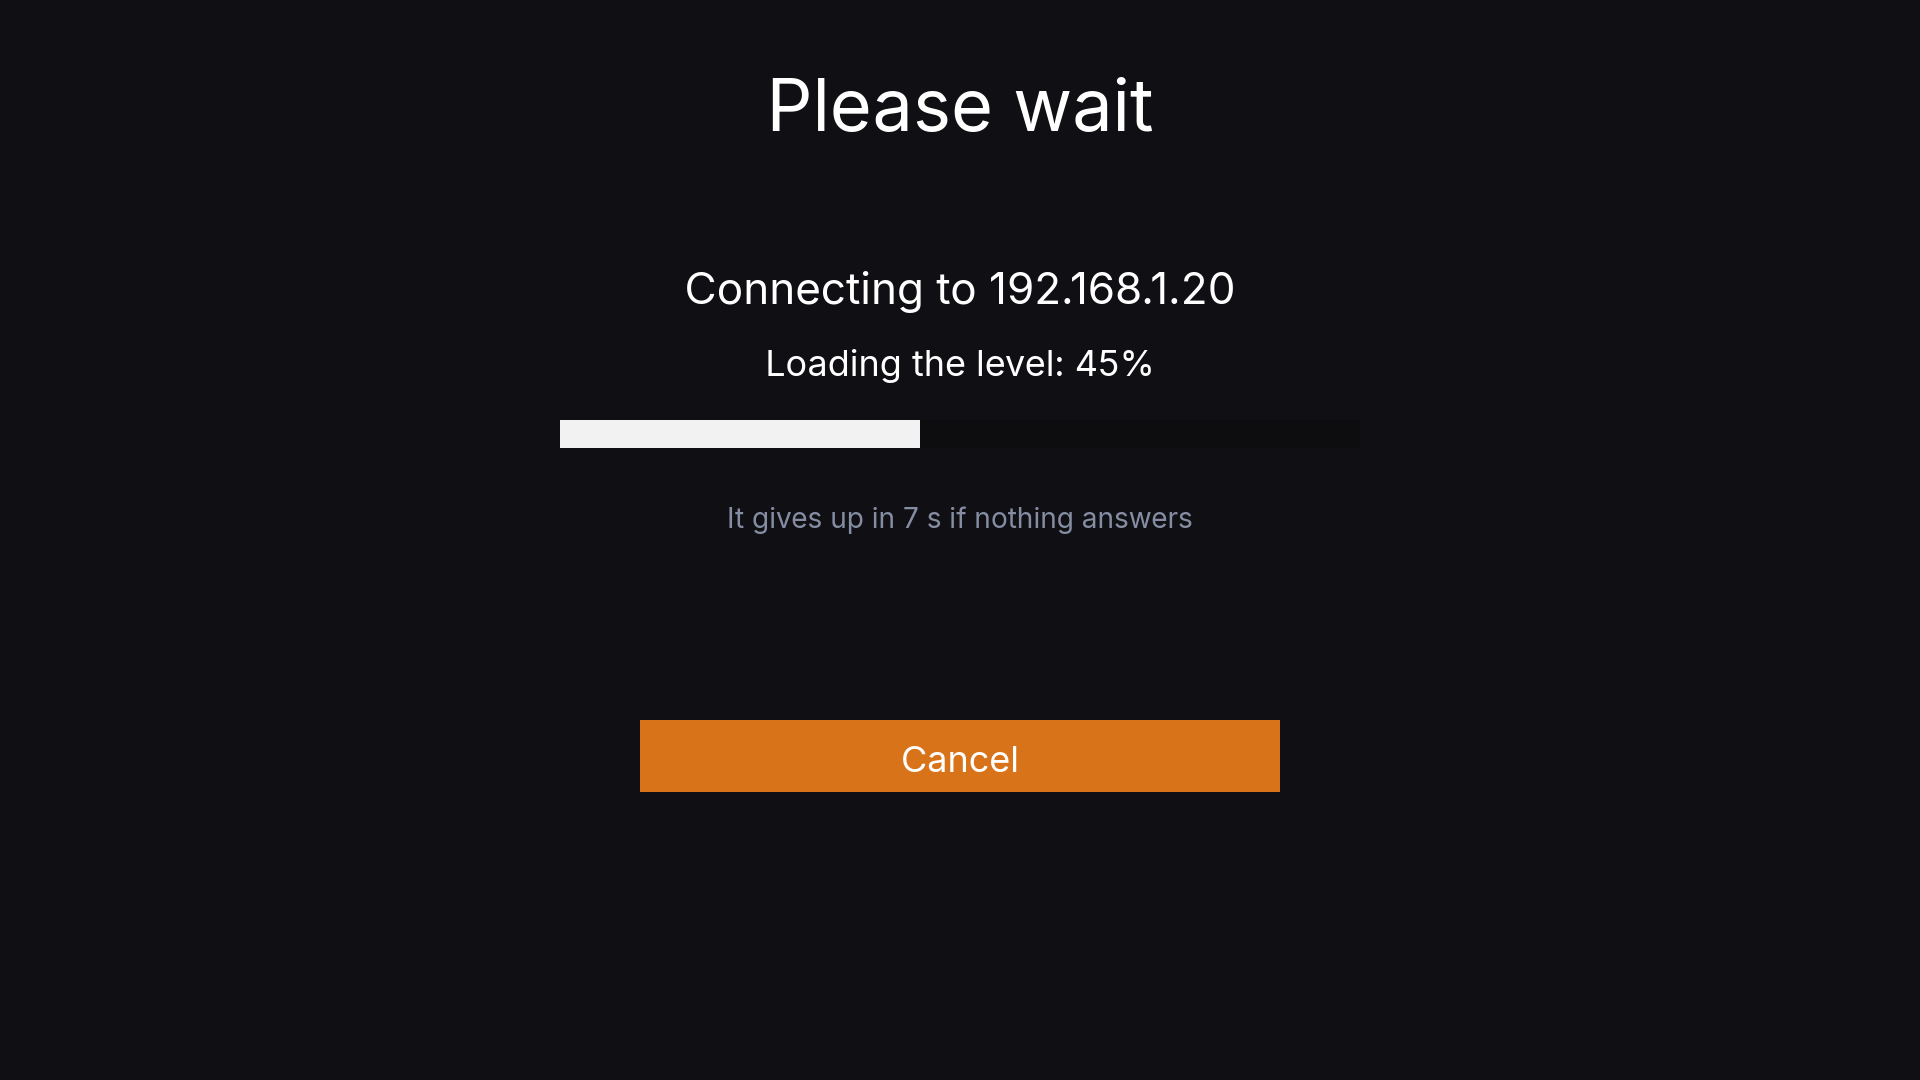 Please wait
Connecting to 192.168.1.20
Loading the level: 45%
It gives up in 7 s if nothing answers
Cancel